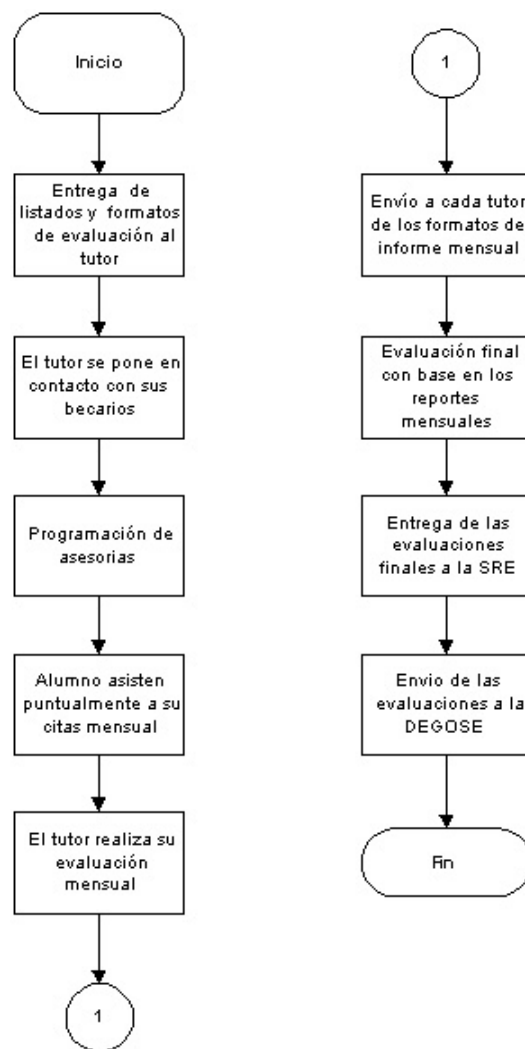 Inicio
Entrega de
listados y formatos
de evaluación al
tutor
El tutor se pone en
contacto con sus
becarios
Programación de
asesorias
Alumno asisten
puntualmente a su
citas mensual
El tutor realiza su
evaluación
mensual
1
1
Envío a cada tutor
de los formatos de
informe mensual
Evaluación final
con base en los
reportes
mensuales
Entrega de las
evaluaciones
finales a la SRE
Envio de las
evaluaciones a la
DEGOSE
Fin